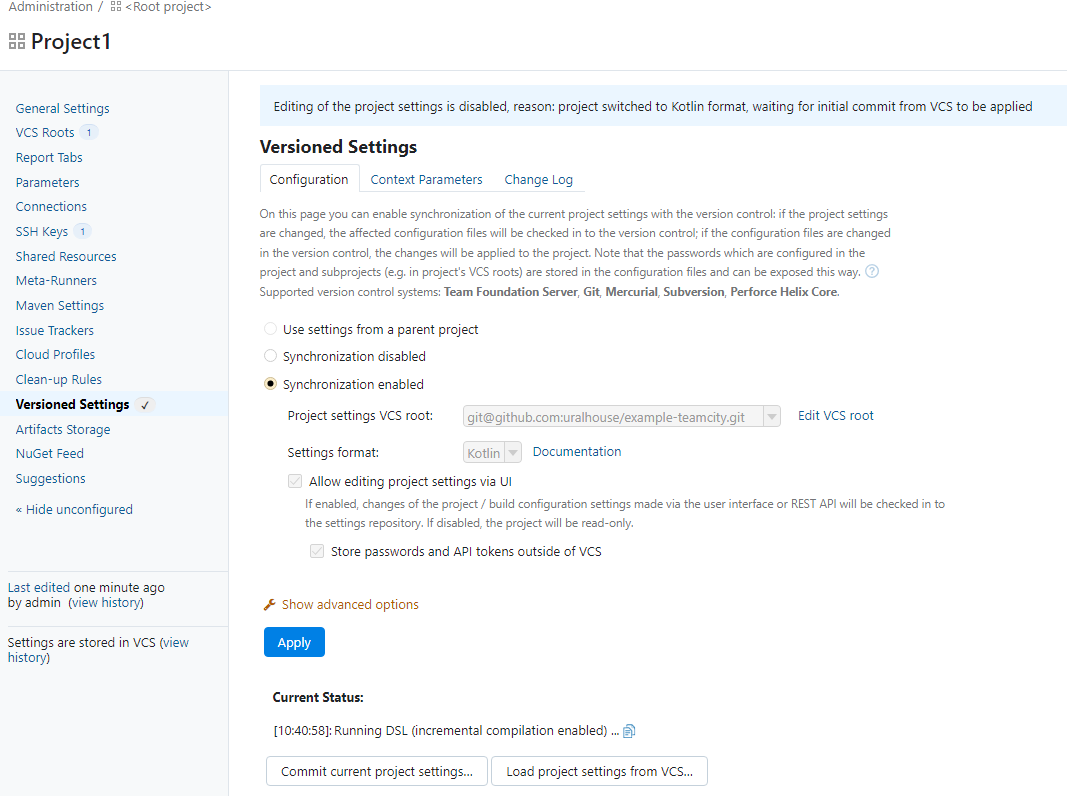 Administration / <Root project>
Project1
General Settings
VCS Roots 1
Report Tabs
Parameters
Connections
SSH Keys 1
Shared Resources
Meta-Runners
Maven Settings
Issue Trackers
Cloud Profiles
Clean-up Rules
Versioned Settings ✓
Artifacts Storage
NuGet Feed
Suggestions
« Hide unconfigured
Last edited one minute ago
by admin (view history)
Settings are stored in VCS (view
history)
Editing of the project settings is disabled, reason: project switched to Kotlin format, waiting for initial commit from VCS to be applied
Versioned Settings
Configuration Context Parameters Change Log
On this page you can enable synchronization of the current project settings with the version control: if the project settings
are changed, the affected configuration files will be checked in to the version control; if the configuration files are changed
in the version control, the changes will be applied to the project. Note that the passwords which are configured in the
project and subprojects (e.g. in project's VCS roots) are stored in the configuration files and can be exposed this way. ?
Supported version control systems: Team Foundation Server, Git, Mercurial, Subversion, Perforce Helix Core.
Use settings from a parent project
Synchronization disabled
Synchronization enabled
Project settings VCS root: git@github.com:uralhouse/example-teamcity.git Edit VCS root
Settings format: Kotlin Documentation
Allow editing project settings via UI
If enabled, changes of the project / build configuration settings made via the user interface or REST API will be checked in to
the settings repository. If disabled, the project will be read-only.
Store passwords and API tokens outside of VCS
Show advanced options
Apply
Current Status:
[10:40:58]: Running DSL (incremental compilation enabled) ...
Commit current project settings... Load project settings from VCS...